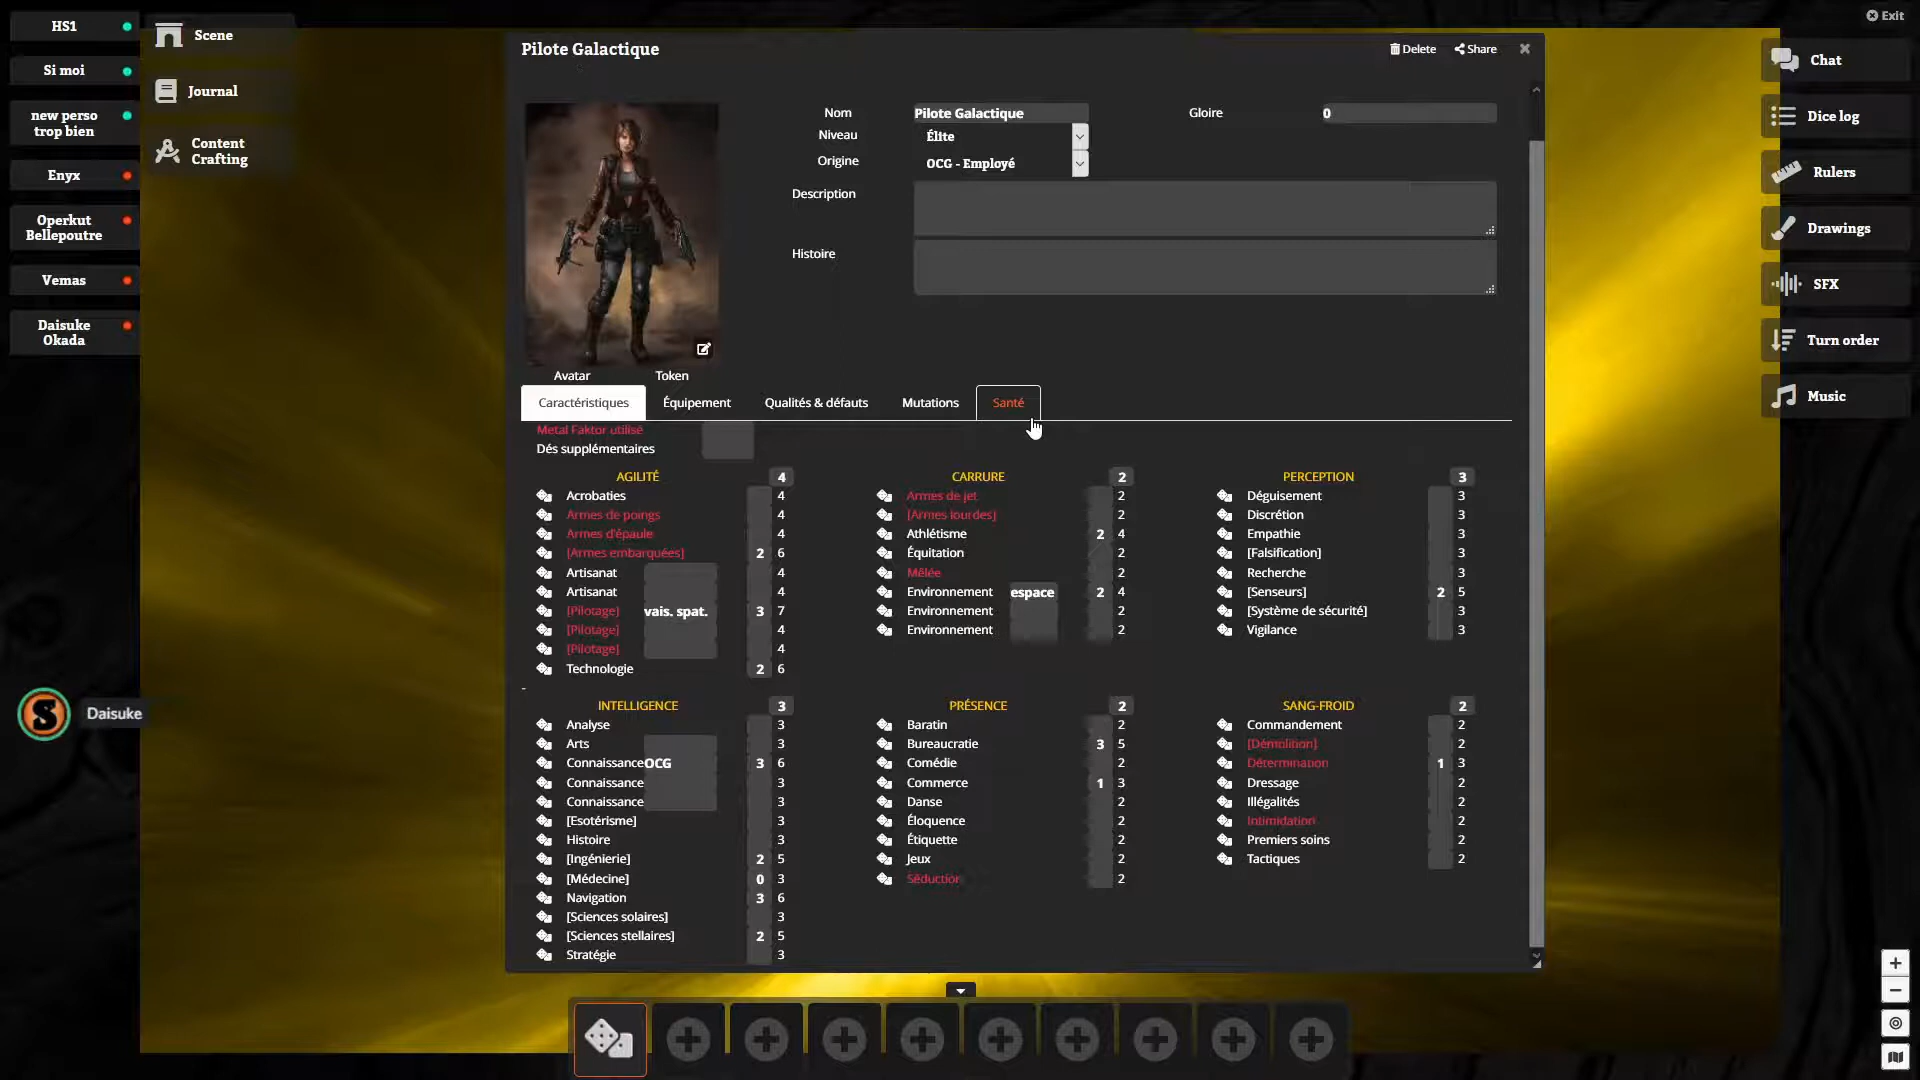 HS1
Si moi
new perso
trop bien
Enyx
Operkut
Bellepoutre
Vemas
Daisuke
Okada
Scene
Journal
Content
Crafting
Daisuke
Pilote Galactique
Delete
Share
Exit
Nom Pilote Galactique
Gloire 0
Niveau Élite
Origine OCG - Employé
Description
Histoire
Avatar Token
Caractéristiques Équipement Qualités & défauts Mutations Santé
Metal Faktor utilisé
Dés supplémentaires
AGILITÉ 4
Acrobaties 4
Armes de poings 4
Armes d'épaule 4
[Armes embarquées] 2 6
Artisanat 4
Artisanat 4
[Pilotage] vais. spat. 3 7
[Pilotage] 4
[Pilotage] 4
Technologie 2 6
-
CARRURE 2
Armes de jet 2
[Armes lourdes] 2
Athlétisme 2 4
Équitation 2
Mêlée 2
Environnement espace 2 4
Environnement 2
Environnement 2
PERCEPTION 3
Déguisement 3
Discrétion 3
Empathie 3
[Falsification] 3
Recherche 3
[Senseurs] 2 5
[Système de sécurité] 3
Vigilance 3
INTELLIGENCE 3
Analyse 3
Arts 3
Connaissance OCG 3 6
Connaissance 3
Connaissance 3
[Esotérisme] 3
Histoire 3
[Ingénierie] 2 5
[Médecine] 0 3
Navigation 3 6
[Sciences solaires] 3
[Sciences stellaires] 2 5
Stratégie 3
PRÉSENCE 2
Baratin 2
Bureaucratie 3 5
Comédie 2
Commerce 1 3
Danse 2
Éloquence 2
Étiquette 2
Jeux 2
Séduction 2
SANG-FROID 2
Commandement 2
[Démolition] 2
Détermination 1 3
Dressage 2
Illégalités 2
Intimidation 2
Premiers soins 2
Tactiques 2
Chat
Dice log
Rulers
Drawings
SFX
Turn order
Music